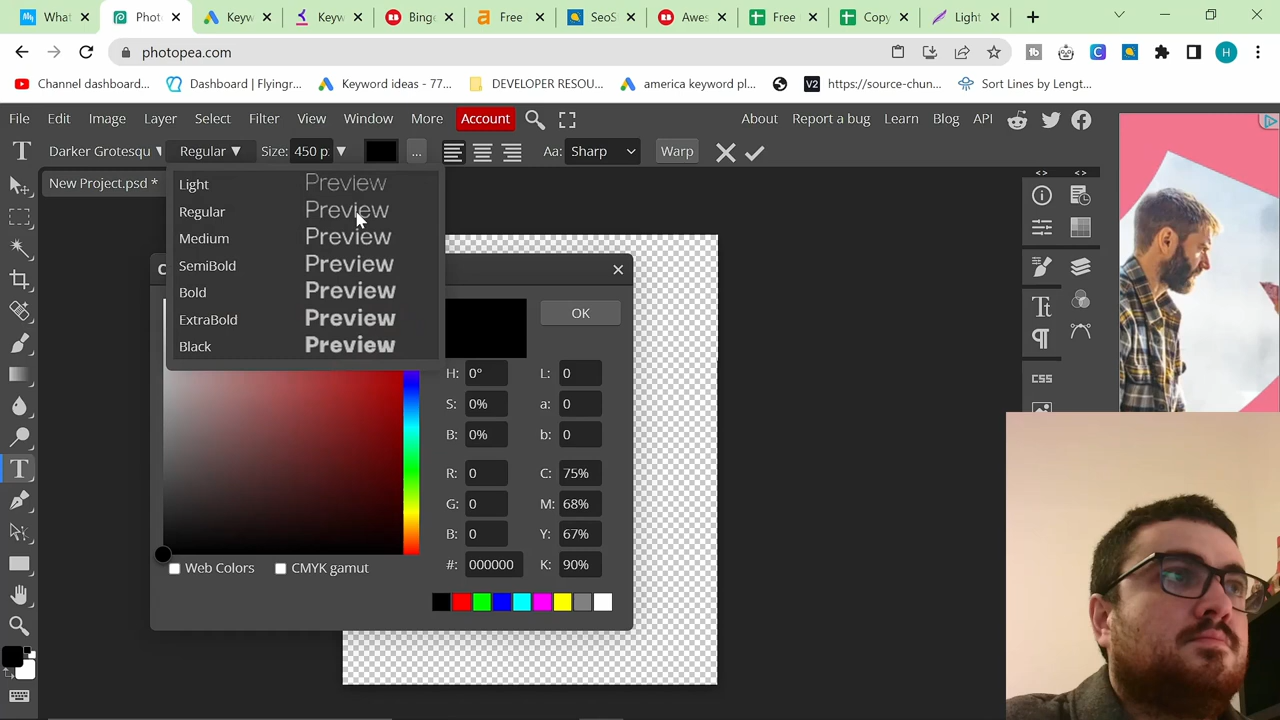 What
Phot
Keyw
Keyw
Binge
Free
SeoS
Awes
Free
Copy
Light
photopea.com
H
Channel dashboard...
Dashboard | Flyingr...
Keyword ideas - 77...
DEVELOPER RESOU...
america keyword pl...
V2
https://source-chun...
Sort Lines by Lengt...
File
Edit
Image
Layer
Select
Filter
View
Window
More
Account
About
Report a bug
Learn
Blog
API
Darker Grotesqu
Regular ▼
Size:
450 p
▼
...
Aa:
Sharp
Warp
New Project.psd *
Light Preview
Regular Preview
Medium Preview
SemiBold Preview
Bold Preview
ExtraBold Preview
Black Preview
OK
H: 0° L: 0
S: 0% a: 0
B: 0% b: 0
R: 0 C: 75%
G: 0 M: 68%
B: 0 Y: 67%
#: 000000 K: 90%
Web Colors
CMYK gamut
CSS